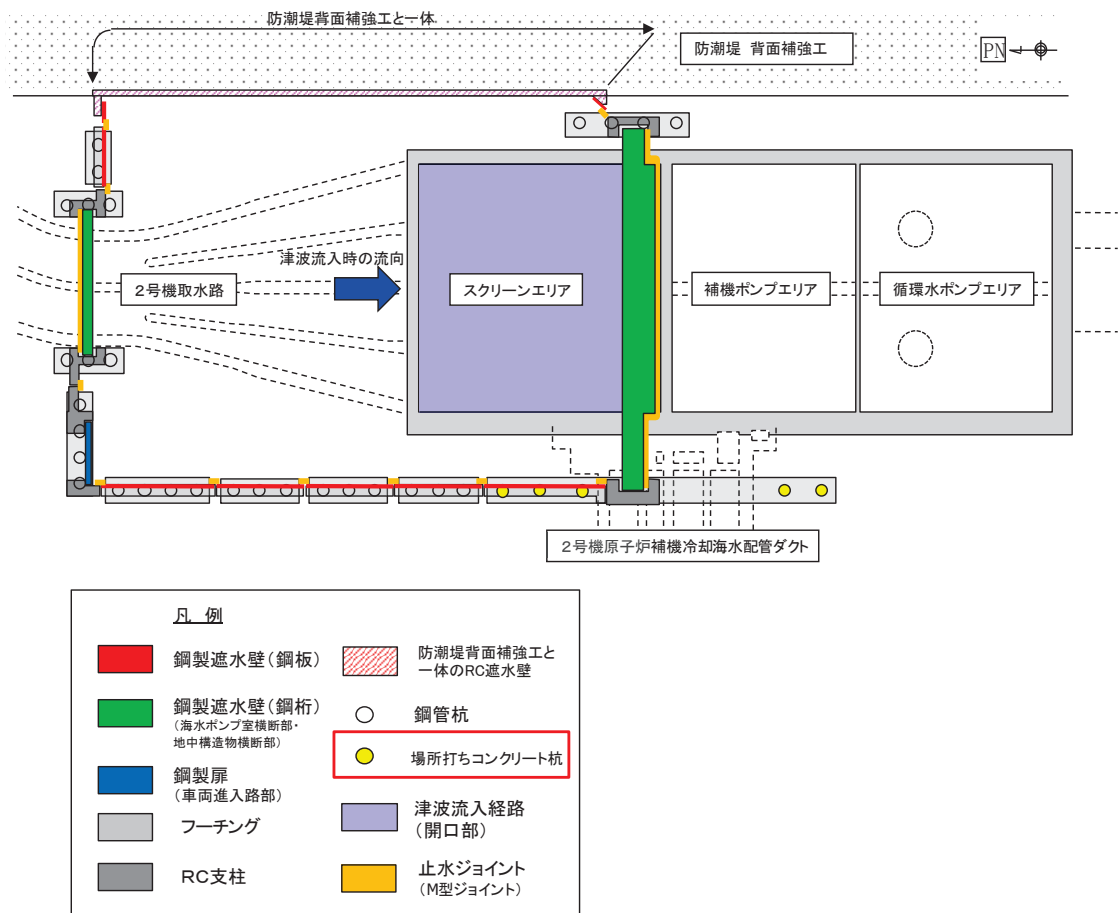 防潮堤背面補強工と一体
防潮堤 背面補強工
PN
津波流入時の流向
2号機取水路
スクリーンエリア
補機ポンプエリア
循環水ポンプエリア
2号機原子炉補機冷却海水配管ダクト
凡 例
鋼製遮水壁(鋼板)
鋼製遮水壁(鋼桁)
(海水ポンプ室横断部・
地中構造物横断部)
鋼製扉
(車両進入路部)
フーチング
RC支柱
防潮堤背面補強工と
一体のRC遮水壁
鋼管杭
場所打ちコンクリート杭
津波流入経路
(開口部)
止水ジョイント
(M型ジョイント)